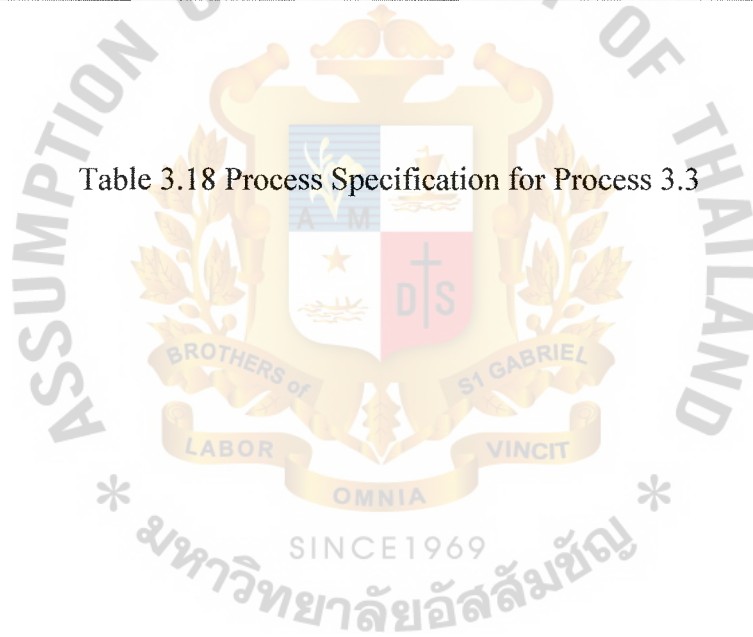 Table 3.18 Process Specification for Process 3.3
ASSUMPTION
OF THAILAND
A M
D S
BROTHERS of
S1 GABRIEL
LABOR
VINCIT
OMNIA
* *
SINCE1969
มหาวิทยาลัยอัสสัมชัญ